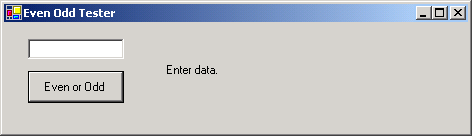 Even Odd Tester
Enter data.
Even or Odd